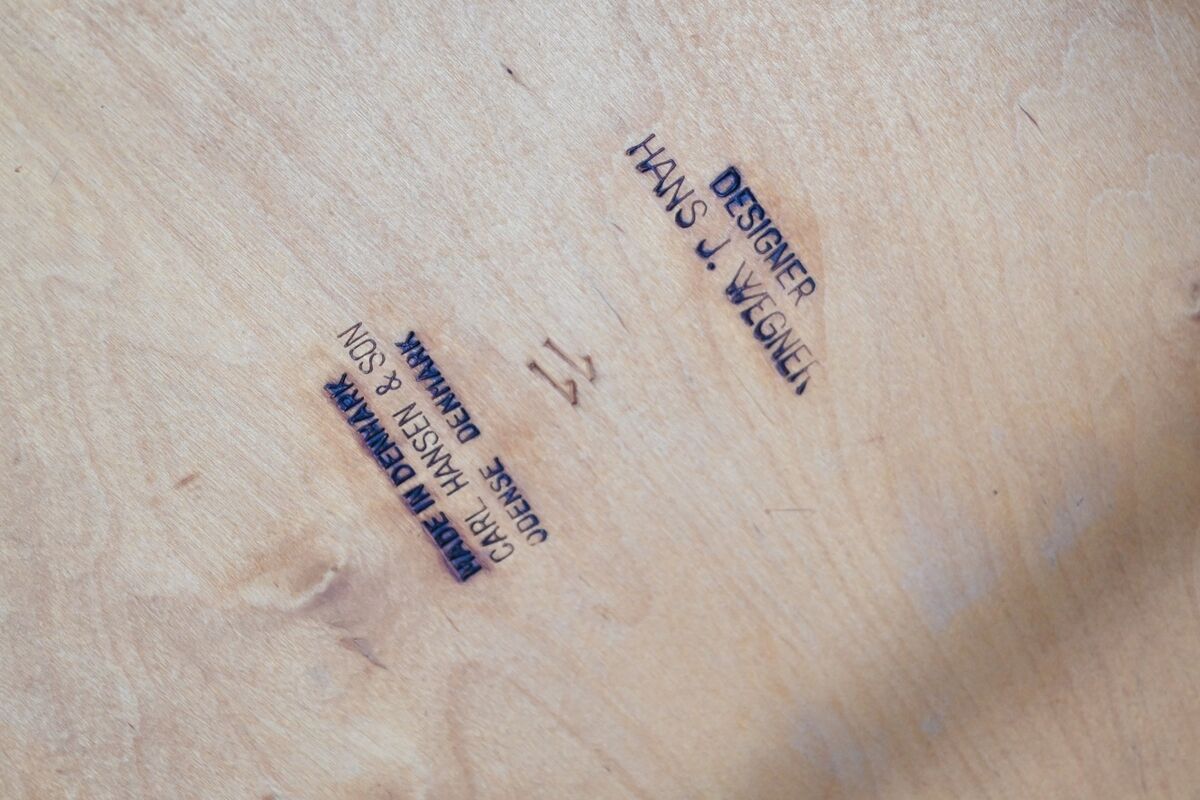 DESIGNER
HANS J. WEGNER
MADE IN DENMARK
CARL HANSEN & SON
ODENSE DENMARK